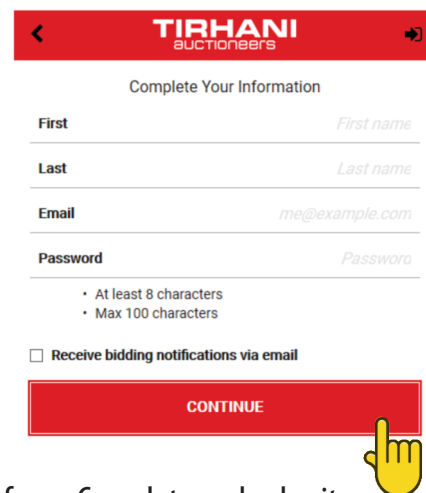 TIRHANI
auctioneers
Complete Your Information
First First name
Last Last name
Email me@example.com
Password Password
• At least 8 characters
• Max 100 characters
Receive bidding notifications via email
CONTINUE